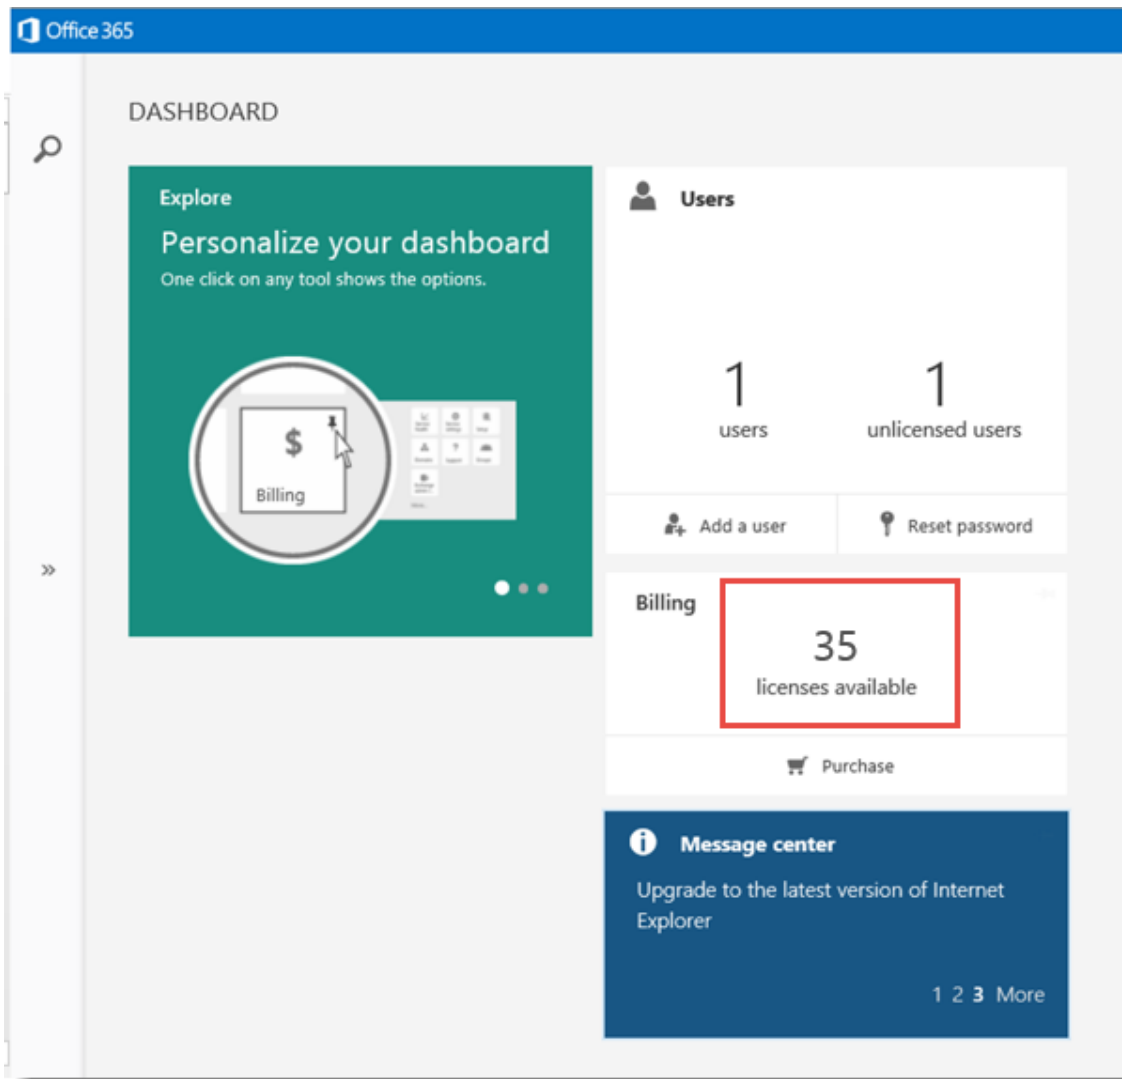 Office 365
DASHBOARD
Explore
Personalize your dashboard
One click on any tool shows the options.
$
Billing
Users
1
users
1
unlicensed users
Add a user
Reset password
»
Billing
35
licenses available
Purchase
Message center
Upgrade to the latest version of Internet
Explorer
1 2 3 More